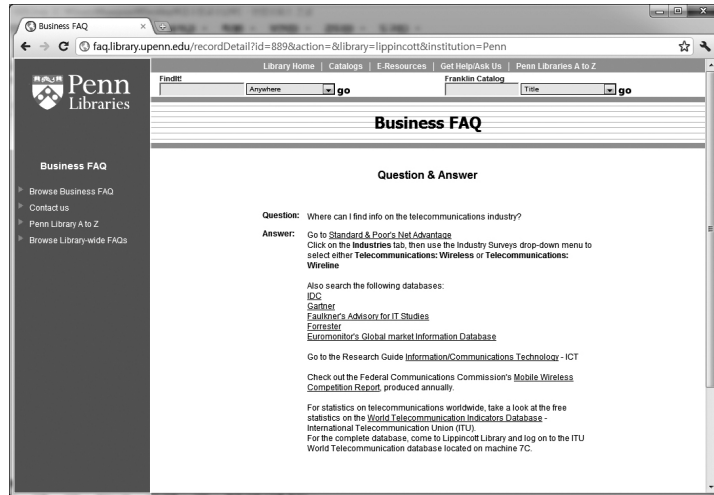 Business FAQ
faq.library.upenn.edu/recordDetail?id=889&action=&library=lippincott&institution=Penn
Library Home | Catalogs | E-Resources | Get Help/Ask Us | Penn Libraries A to Z
FindIt! Franklin Catalog
Anywhere go Title go
Penn
Libraries
Business FAQ
Business FAQ
Browse Business FAQ
Contact us
Penn Library A to Z
Browse Library-wide FAQs
Question & Answer
Question: Where can I find info on the telecommunications industry?
Answer: Go to Standard & Poor's Net Advantage
Click on the Industries tab, then use the Industry Surveys drop-down menu to
select either Telecommunications: Wireless or Telecommunications:
Wireline
Also search the following databases:
IDC
Gartner
Faulkner's Advisory for IT Studies
Forrester
Euromonitor's Global market Information Database
Go to the Research Guide Information/Communications Technology - ICT
Check out the Federal Communications Commission's Mobile Wireless
Competition Report, produced annually.
For statistics on telecommunications worldwide, take a look at the free
statistics on the World Telecommunication Indicators Database -
International Telecommunication Union (ITU).
For the complete database, come to Lippincott Library and log on to the ITU
World Telecommunication database located on machine 7C.